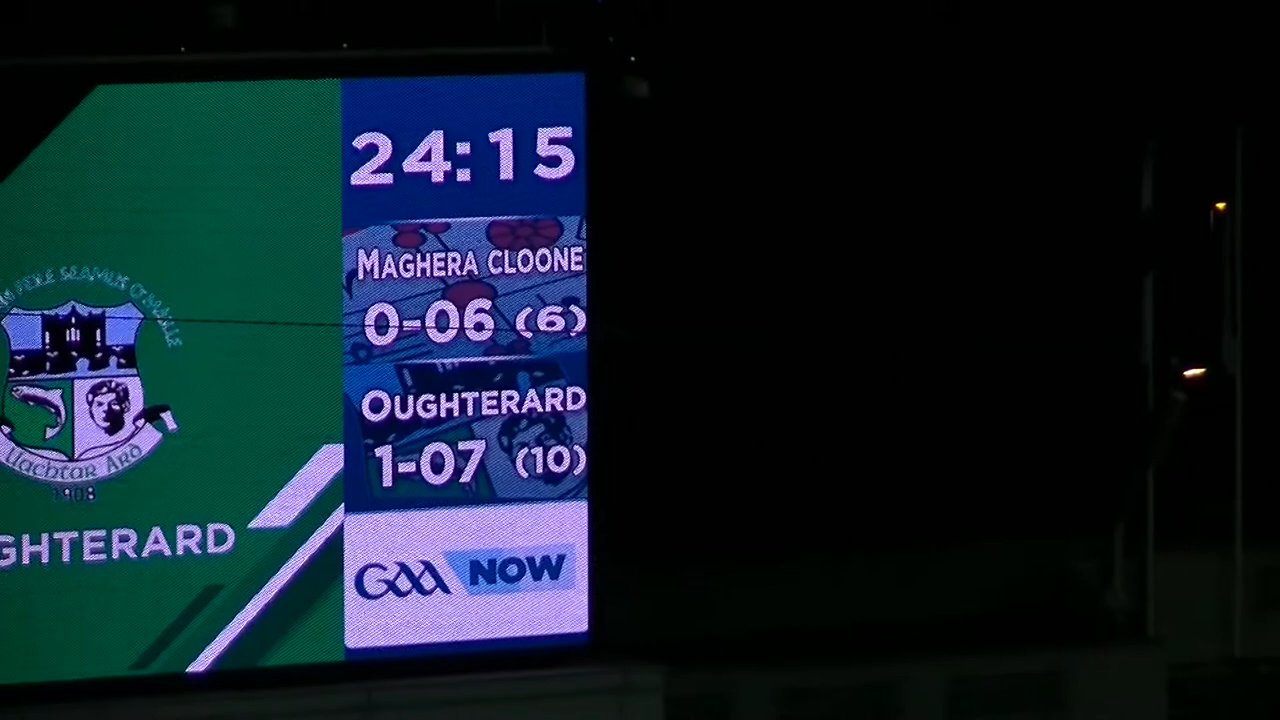 24:15
MAGHERA CLOONE
0-06 (6)
OUGHTERARD
1-07 (10)
GAA NOW
Uachtar Ard
1908
GHTERARD